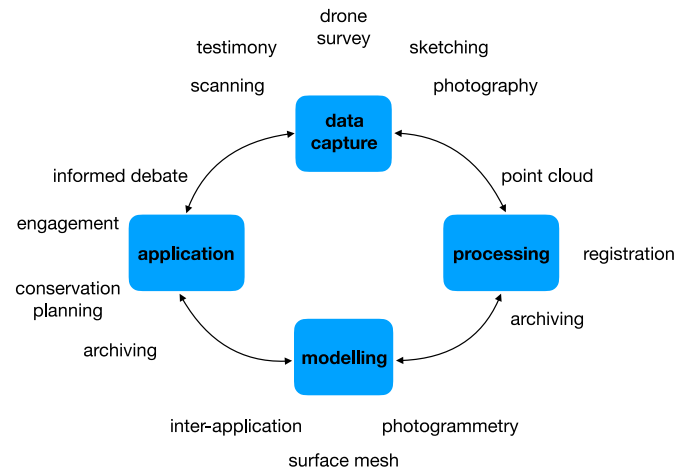 drone
survey
testimony
sketching
scanning
photography
data
capture
informed debate
point cloud
engagement
application
processing
registration
conservation
planning
archiving
archiving
modelling
inter-application
photogrammetry
surface mesh